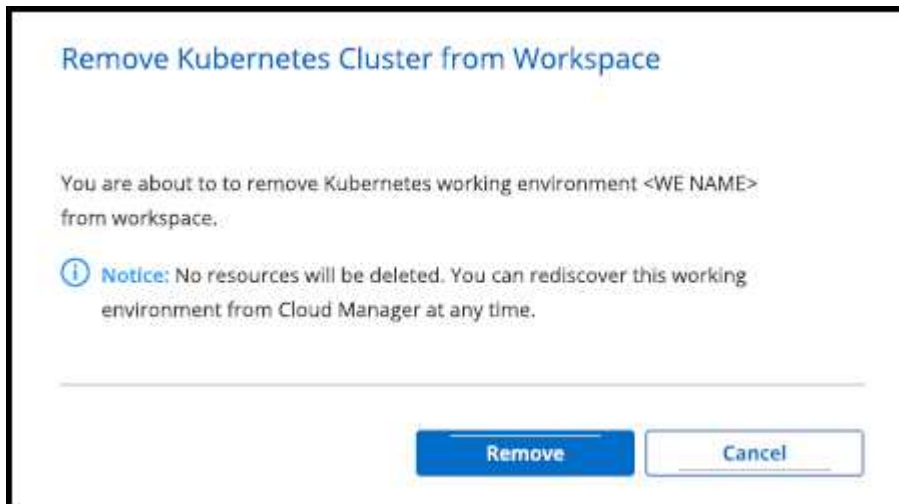 Remove Kubernetes Cluster from Workspace
You are about to to remove Kubernetes working environment <WE NAME>
from workspace.
Notice: No resources will be deleted. You can rediscover this working
environment from Cloud Manager at any time.
Remove
Cancel